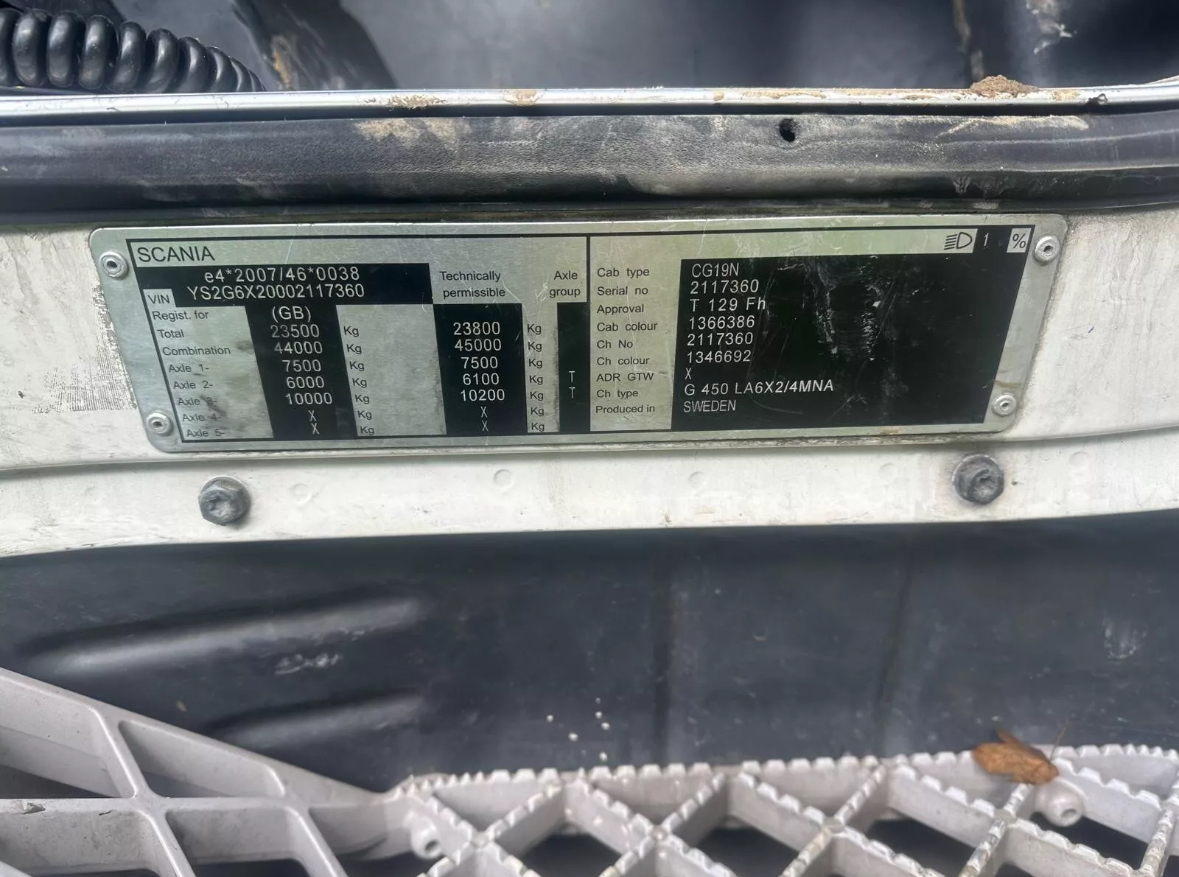 SCANIA
e4*2007/46*0038
VIN YS2G6X20002117360
Technically permissible
Axle group
Regist. for (GB)
Total 23500 Kg 23800 Kg
Combination 44000 Kg 45000 Kg
Axle 1- 7500 Kg 7500 Kg
Axle 2- 6000 Kg 6100 Kg T
Axle 3- 10000 Kg 10200 Kg T
Axle 4- X Kg X Kg
Axle 5- X Kg X Kg
1 %
Cab type CG19N
Serial no 2117360
Approval T 129 Fh
Cab colour 1366386
Ch No 2117360
Ch colour 1346692
ADR GTW X
Ch type G 450 LA6X2/4MNA
Produced in SWEDEN